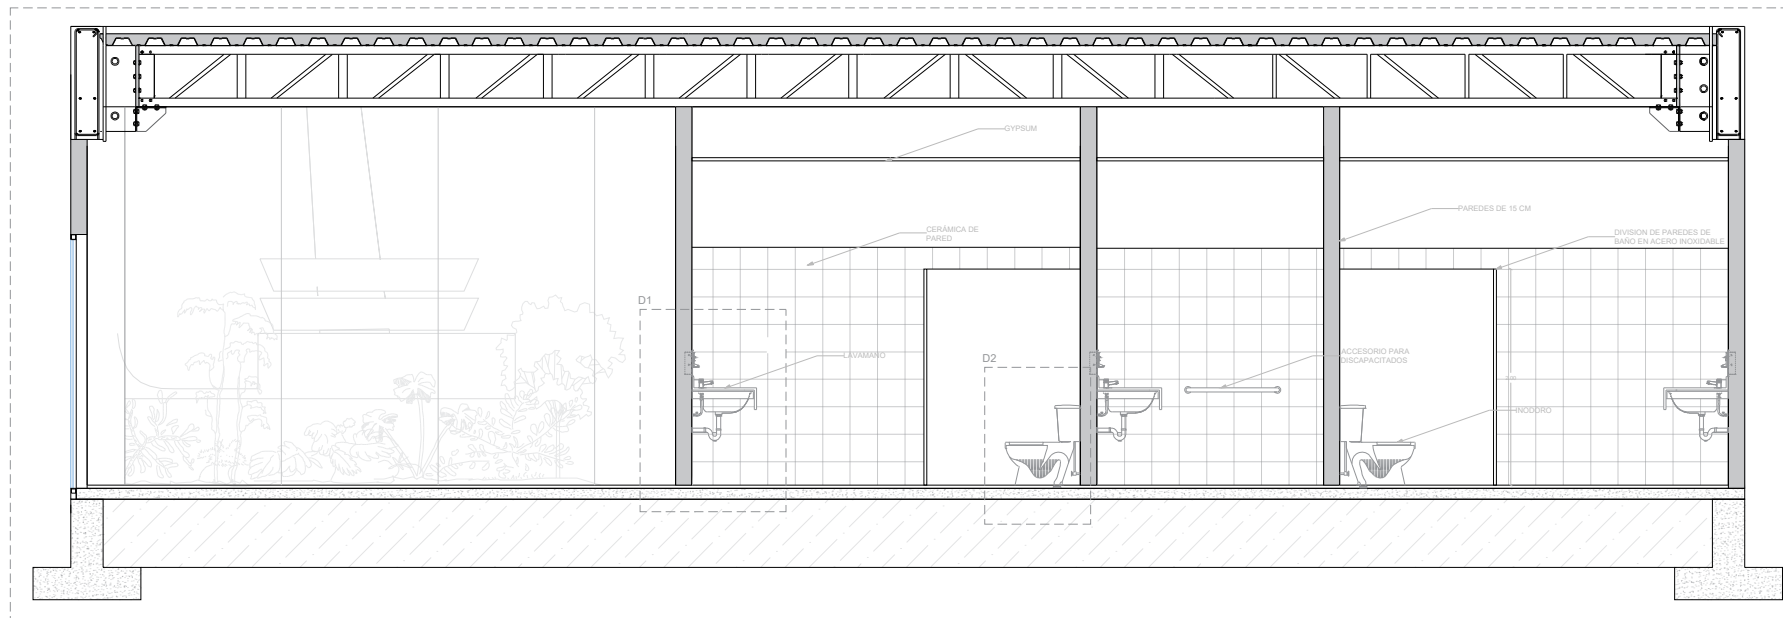 GYPSUM
PAREDES DE 15 CM
CERÁMICA DE
PARED
DIVISION DE PAREDES DE
BAÑO EN ACERO INOXIDABLE
D1
D2
LAVAMANO
ACCESORIO PARA
DISCAPACITADOS
INODORO